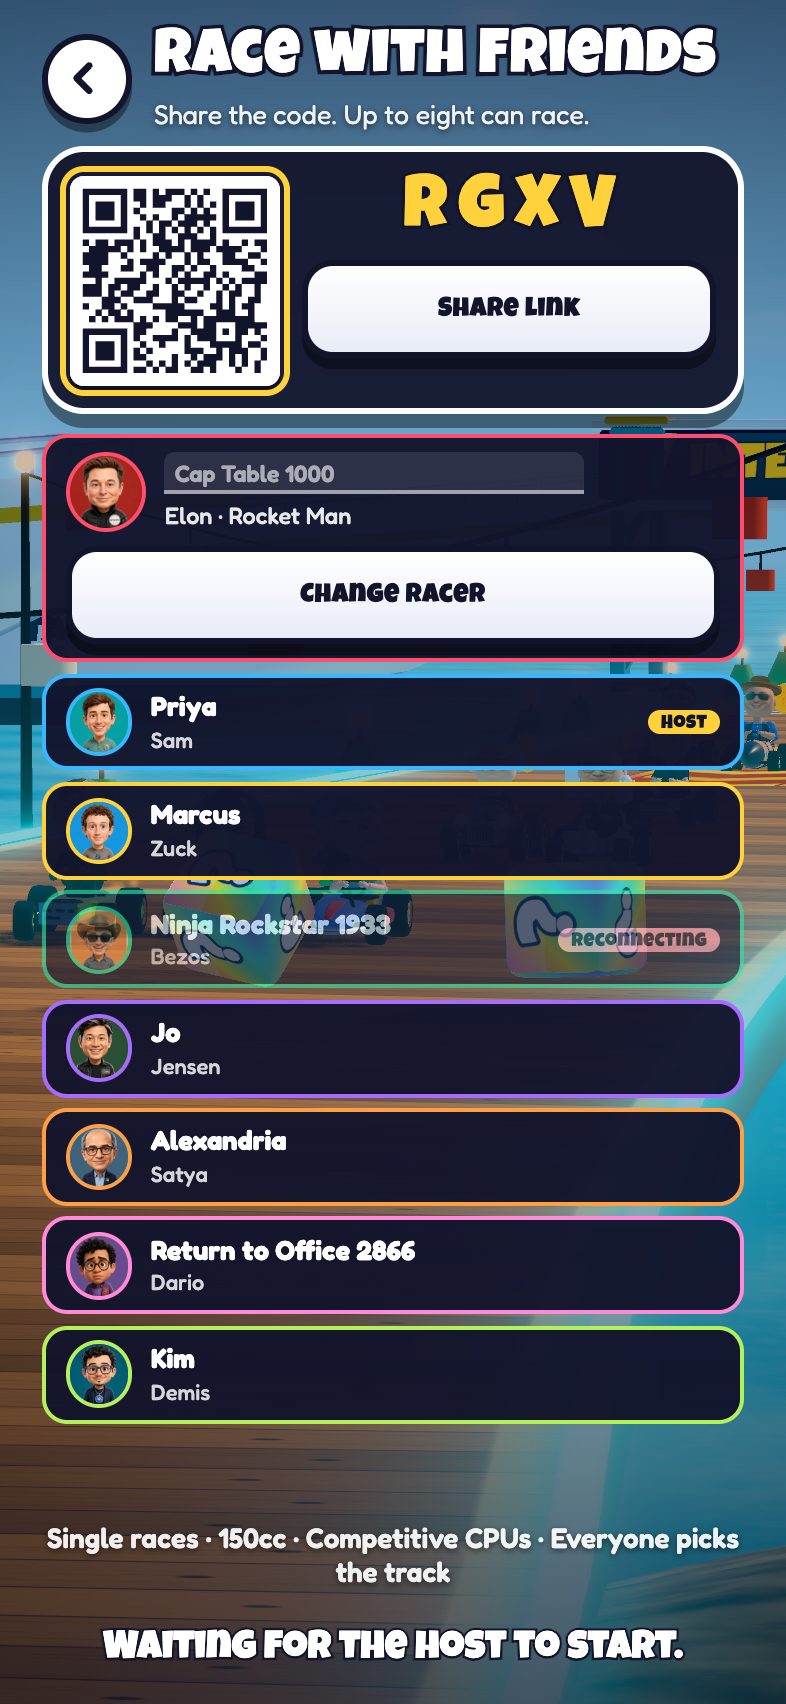 Race with Friends
Share the code. Up to eight can race.
RGXV
Share Link
Cap Table 1000
Elon · Rocket Man
Change Racer
Priya
Sam
HOST
Marcus
Zuck
Ninja Rockstar 1933
Bezos
Reconnecting
Jo
Jensen
Alexandria
Satya
Return to Office 2866
Dario
Kim
Demis
Single races · 150cc · Competitive CPUs · Everyone picks
the track
Waiting for the host to start.